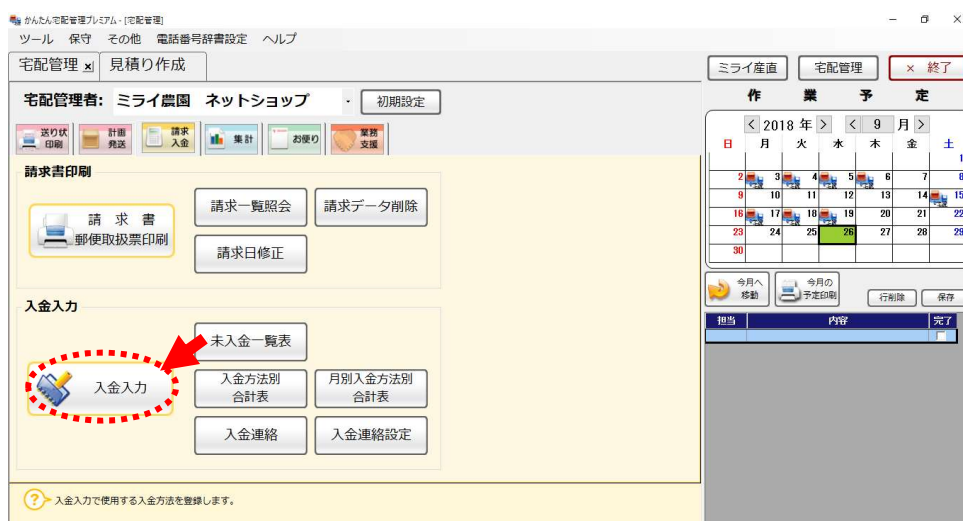 かんたん宅配管理プレミアム - [宅配管理]
ツール 保守 その他 電話番号辞書設定 ヘルプ
宅配管理 x 見積り作成
宅配管理者: ミライ農園 ネットショップ 初期設定
送り状印刷 計画発送 請求入金 集計 お便り 業務支援
請求書印刷
請求書
郵便取扱票印刷
請求一覧照会 請求データ削除
請求日修正
入金入力
入金入力
未入金一覧表
入金方法別合計表 月別入金方法別合計表
入金連絡 入金連絡設定
? 入金入力で使用する入金方法を登録します。
ミライ産直 宅配管理 × 終了
作業予定
< 2018 年 > < 9 月 >
日 月 火 水 木 金 土
1
2 3 4 5 6 7 8
9 10 11 12 13 14 15
16 17 18 19 20 21 22
23 24 25 26 27 28 29
30
今月へ移動 今月の予定印刷 行削除 保存
担当 内容 完了